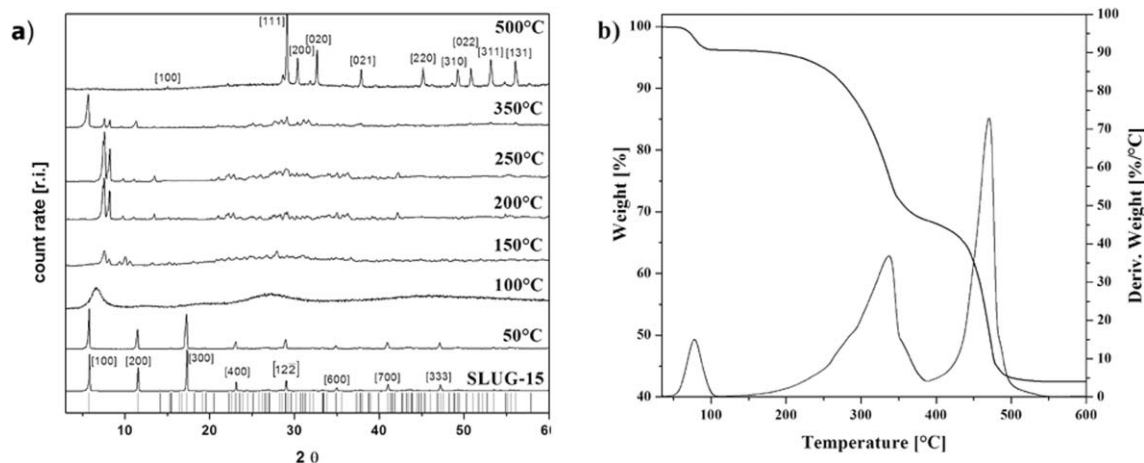 a)
500°C
[111]
[200]
[020]
[100]
[021]
[220]
[310]
[022]
[311]
[131]
350°C
250°C
200°C
150°C
100°C
50°C
SLUG-15
[100]
[200]
[300]
[400]
[122̄]
[600]
[700]
[333]
count rate [r.i.]
10 20 30 40 50 60
2 θ
b)
100
90
80
70
60
50
40
Weight [%]
100
90
80
70
60
50
40
30
20
10
0
Deriv. Weight [%/°C]
100 200 300 400 500 600
Temperature [°C]